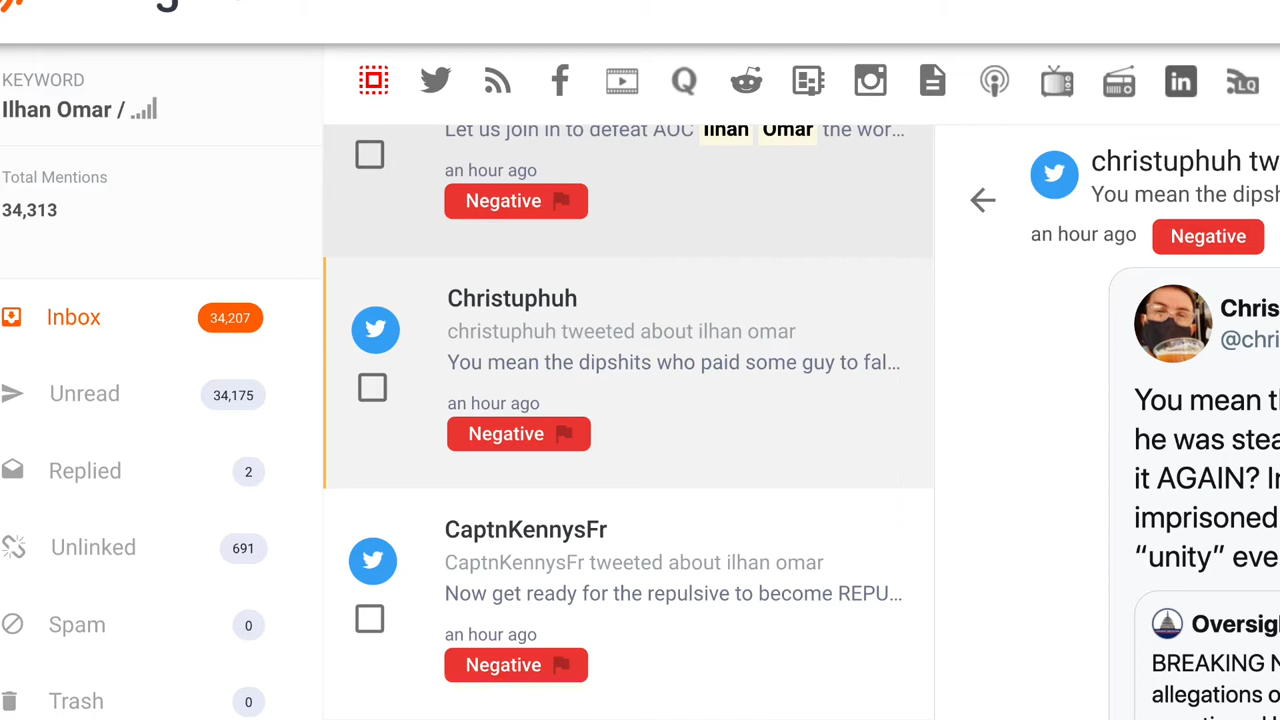 KEYWORD
Ilhan Omar /
Total Mentions
34,313
Inbox 34,207
Unread 34,175
Replied 2
Unlinked 691
Spam 0
Trash 0
Q
in
LQ
Let us join in to defeat AOC Ilhan Omar the wor...
an hour ago
Negative
Christuphuh
christuphuh tweeted about ilhan omar
You mean the dipshits who paid some guy to fal...
an hour ago
Negative
CaptnKennysFr
CaptnKennysFr tweeted about ilhan omar
Now get ready for the repulsive to become REPU...
an hour ago
Negative
christuphuh tw
You mean the dipsh
an hour ago Negative
Chris
@chri
You mean t
he was stea
it AGAIN? I
imprisoned
“unity” eve
Oversig
BREAKING N
allegations o